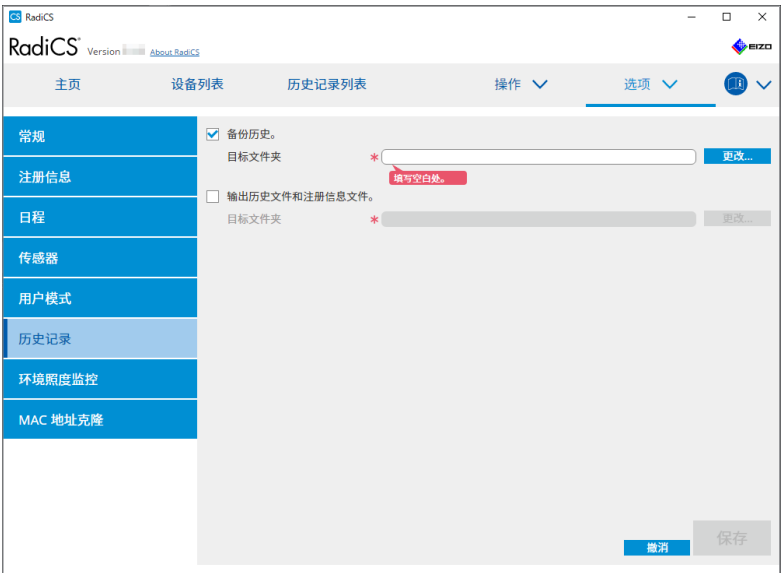 CS RadiCS
RadiCS® Version About RadiCS
EIZO
主页 设备列表 历史记录列表 操作 选项
常规
注册信息
日程
传感器
用户模式
历史记录
环境照度监控
MAC 地址克隆
备份历史。
目标文件夹 * 更改...
填写空白处。
输出历史文件和注册信息文件。
目标文件夹 * 更改...
撤消 保存